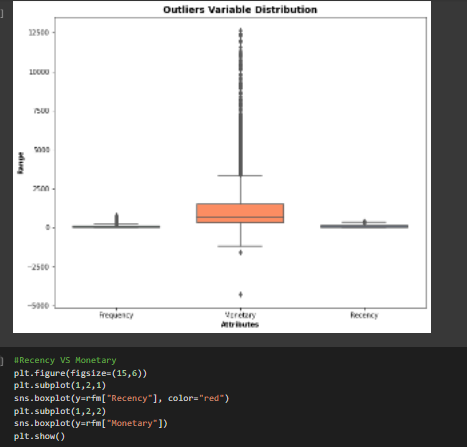 ]
Outliers Variable Distribution
12500
10000
7500
5000
2500
0
−2500
−5000
Range
Frequency
Monetary
Recency
Attributes
]
#Recency VS Monetary
plt.figure(figsize=(15,6))
plt.subplot(1,2,1)
sns.boxplot(y=rfm["Recency"], color="red")
plt.subplot(1,2,2)
sns.boxplot(y=rfm["Monetary"])
plt.show()